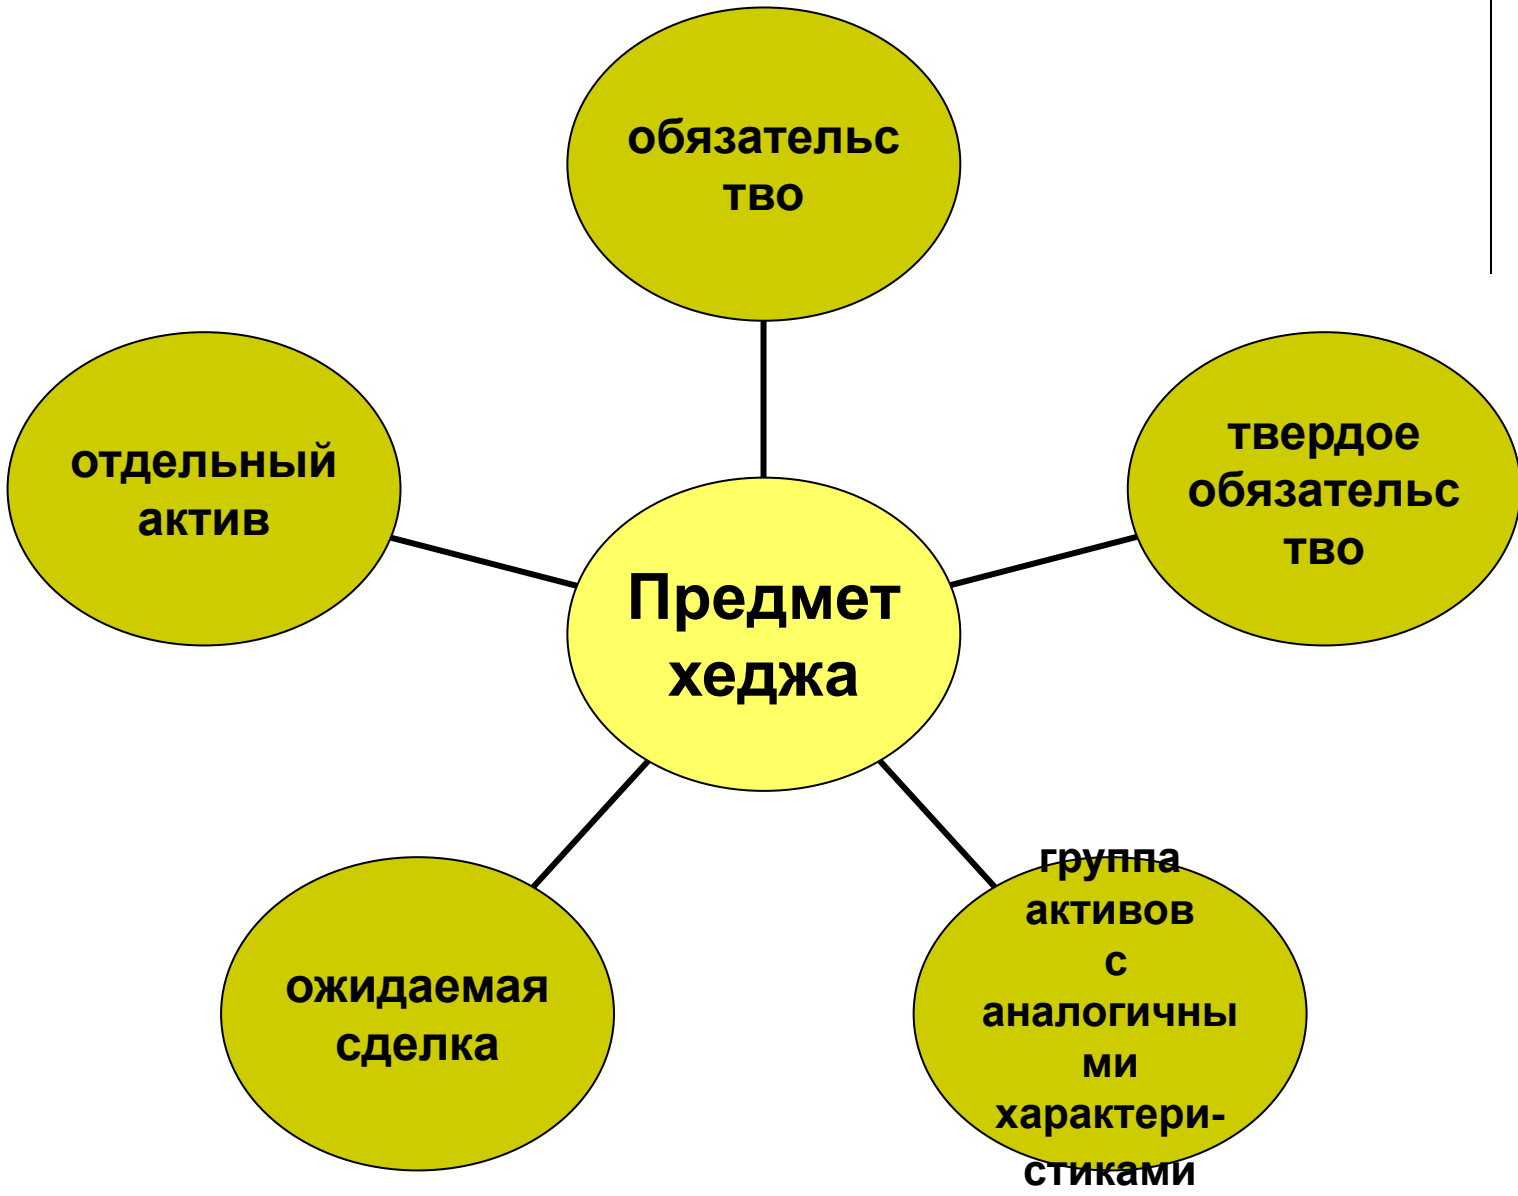 обязательс
тво
отдельный
актив
твердое
обязательс
тво
Предмет
хеджа
ожидаемая
сделка
группа
активов
с
аналогичны
ми
характери-
стиками